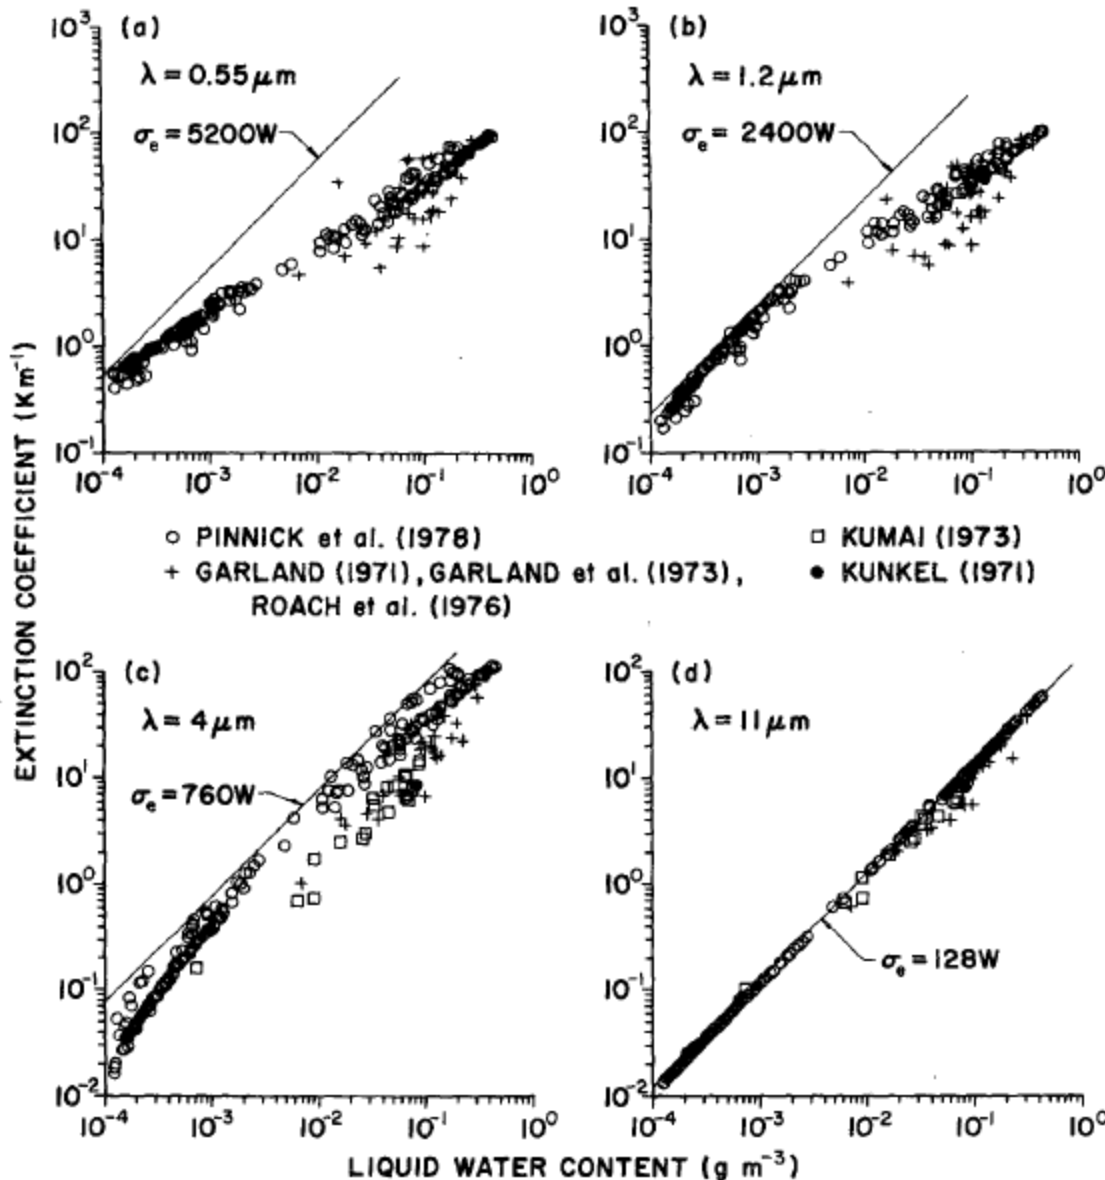 (a)
λ = 0.55 μm
σe = 5200W
10³
10²
10¹
10⁰
10⁻¹
10⁻⁴ 10⁻³ 10⁻² 10⁻¹ 10⁰
(b)
λ = 1.2 μm
σe = 2400W
10³
10²
10¹
10⁰
10⁻¹
10⁻⁴ 10⁻³ 10⁻² 10⁻¹ 10⁰
EXTINCTION COEFFICIENT (Km⁻¹)
○ PINNICK et al. (1978)
+ GARLAND (1971), GARLAND et al. (1973),
ROACH et al. (1976)
□ KUMAI (1973)
● KUNKEL (1971)
(c)
λ = 4 μm
σe = 760W
10²
10¹
10⁰
10⁻¹
10⁻²
10⁻⁴ 10⁻³ 10⁻² 10⁻¹ 10⁰
(d)
λ = 11 μm
σe = 128W
10²
10¹
10⁰
10⁻¹
10⁻²
10⁻⁴ 10⁻³ 10⁻² 10⁻¹ 10⁰
LIQUID WATER CONTENT (g m⁻³)